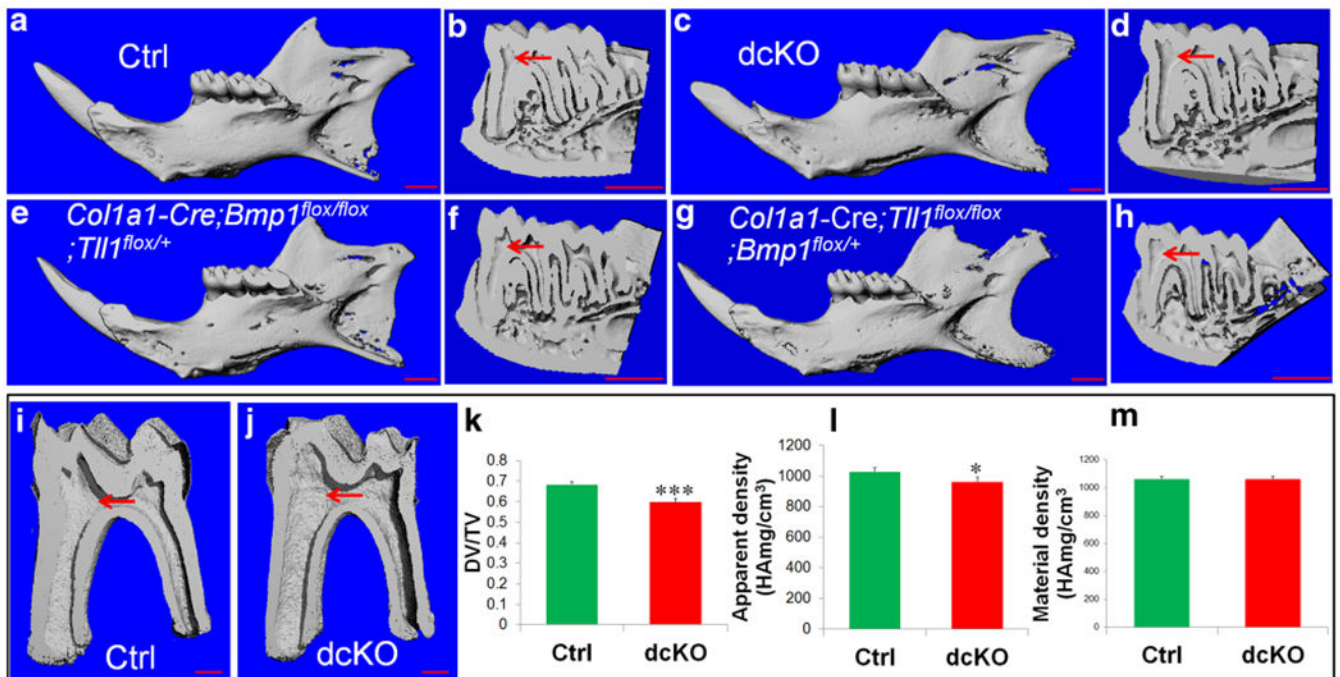 a
Ctrl
b
c
dcKO
d
e
Col1a1-Cre;Bmp1flox/flox
;Tll1flox/+
f
g
Col1a1-Cre;Tll1flox/flox
;Bmp1flox/+
h
i
Ctrl
j
dcKO
k
DV/TV
0.8
0.7
0.6
0.5
0.4
0.3
0.2
0.1
0
***
Ctrl
dcKO
l
Apparent density
(HAmg/cm³)
1200
1000
800
600
400
200
0
*
Ctrl
dcKO
m
Material density
(HAmg/cm³
1200
1000
800
600
400
200
0
Ctrl
dcKO